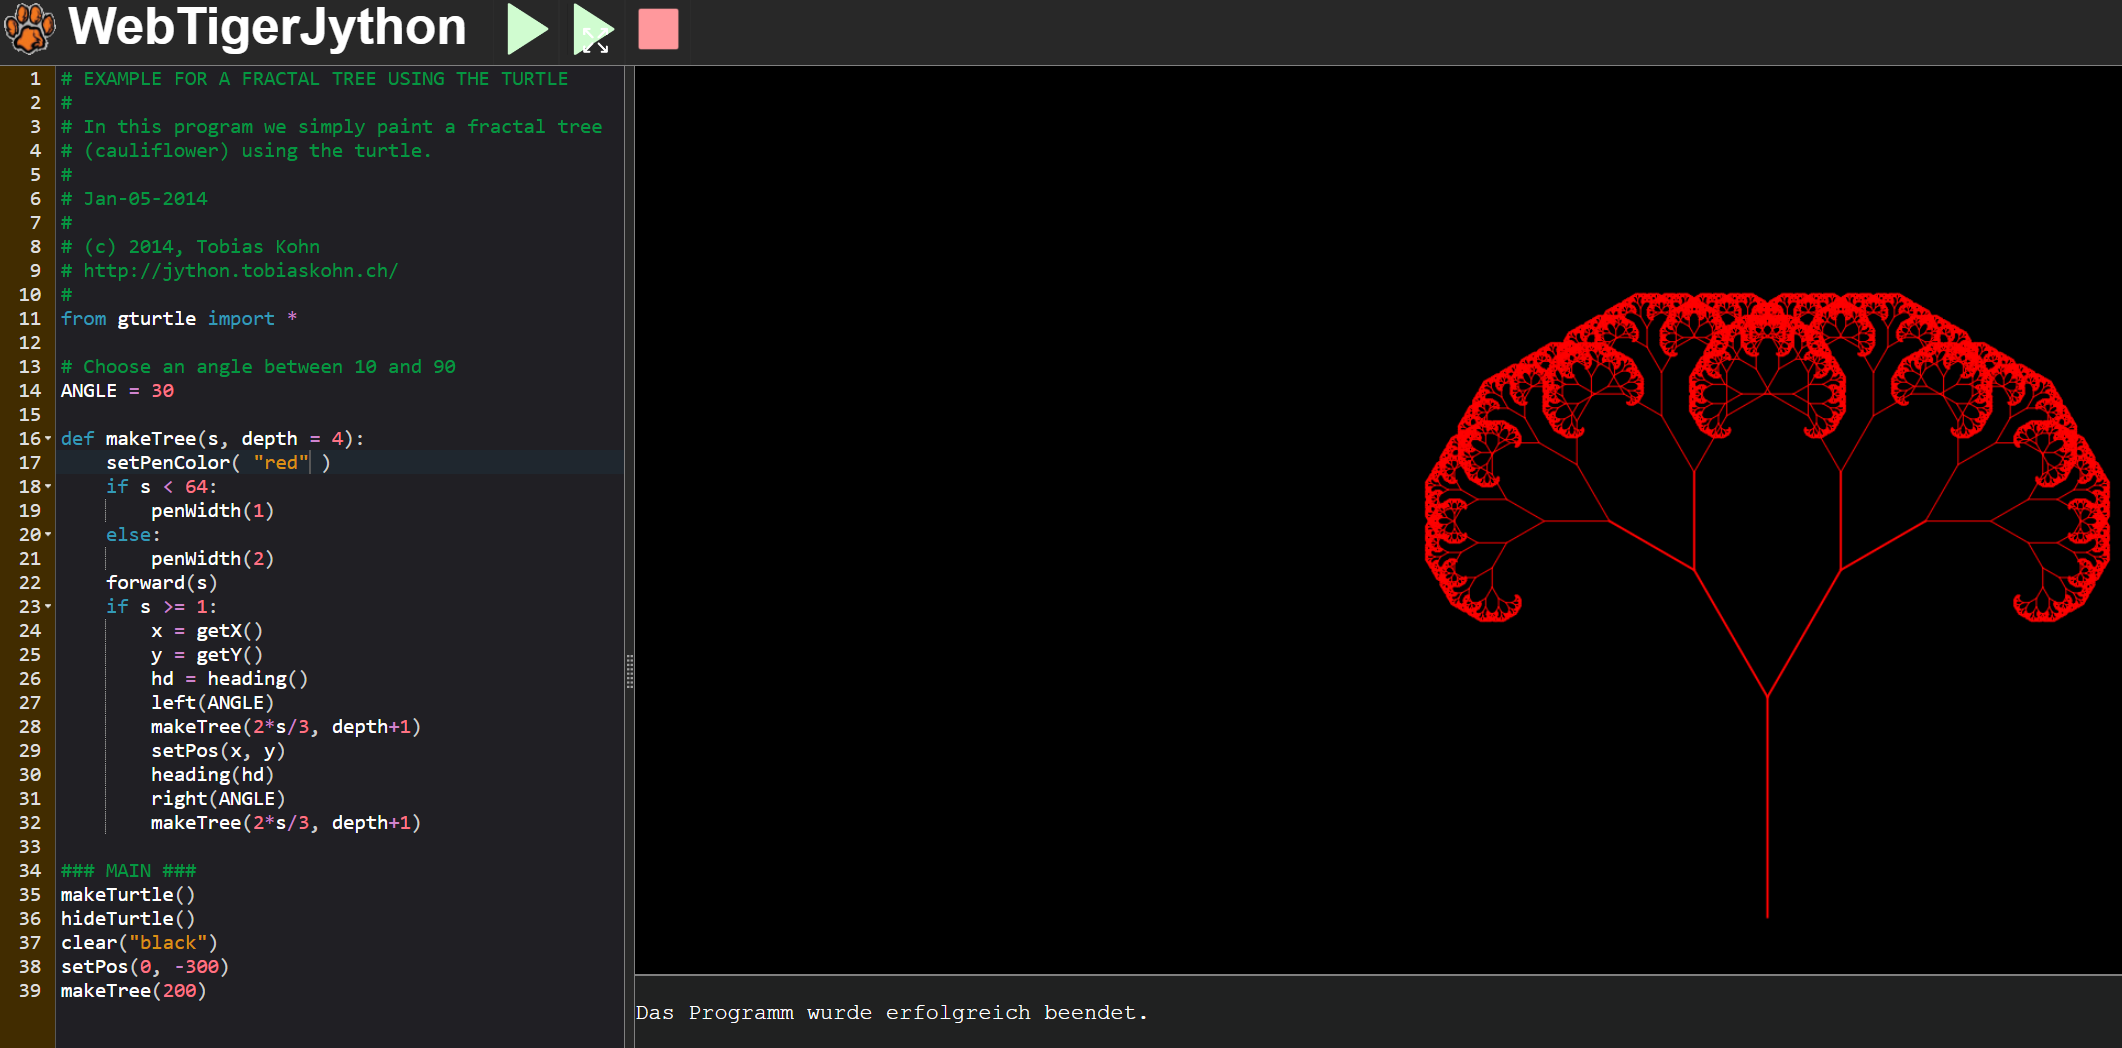 WebTigerJython
1 # EXAMPLE FOR A FRACTAL TREE USING THE TURTLE
2 #
3 # In this program we simply paint a fractal tree
4 # (cauliflower) using the turtle.
5 #
6 # Jan-05-2014
7 #
8 # (c) 2014, Tobias Kohn
9 # http://jython.tobiaskohn.ch/
10 #
11 from gturtle import *
12
13 # Choose an angle between 10 and 90
14 ANGLE = 30
15
16 def makeTree(s, depth = 4):
17     setPenColor( "red" )
18     if s < 64:
19         penWidth(1)
20     else:
21         penWidth(2)
22     forward(s)
23     if s >= 1:
24         x = getX()
25         y = getY()
26         hd = heading()
27         left(ANGLE)
28         makeTree(2*s/3, depth+1)
29         setPos(x, y)
30         heading(hd)
31         right(ANGLE)
32         makeTree(2*s/3, depth+1)
33
34 ### MAIN ###
35 makeTurtle()
36 hideTurtle()
37 clear("black")
38 setPos(0, -300)
39 makeTree(200)
Das Programm wurde erfolgreich beendet.